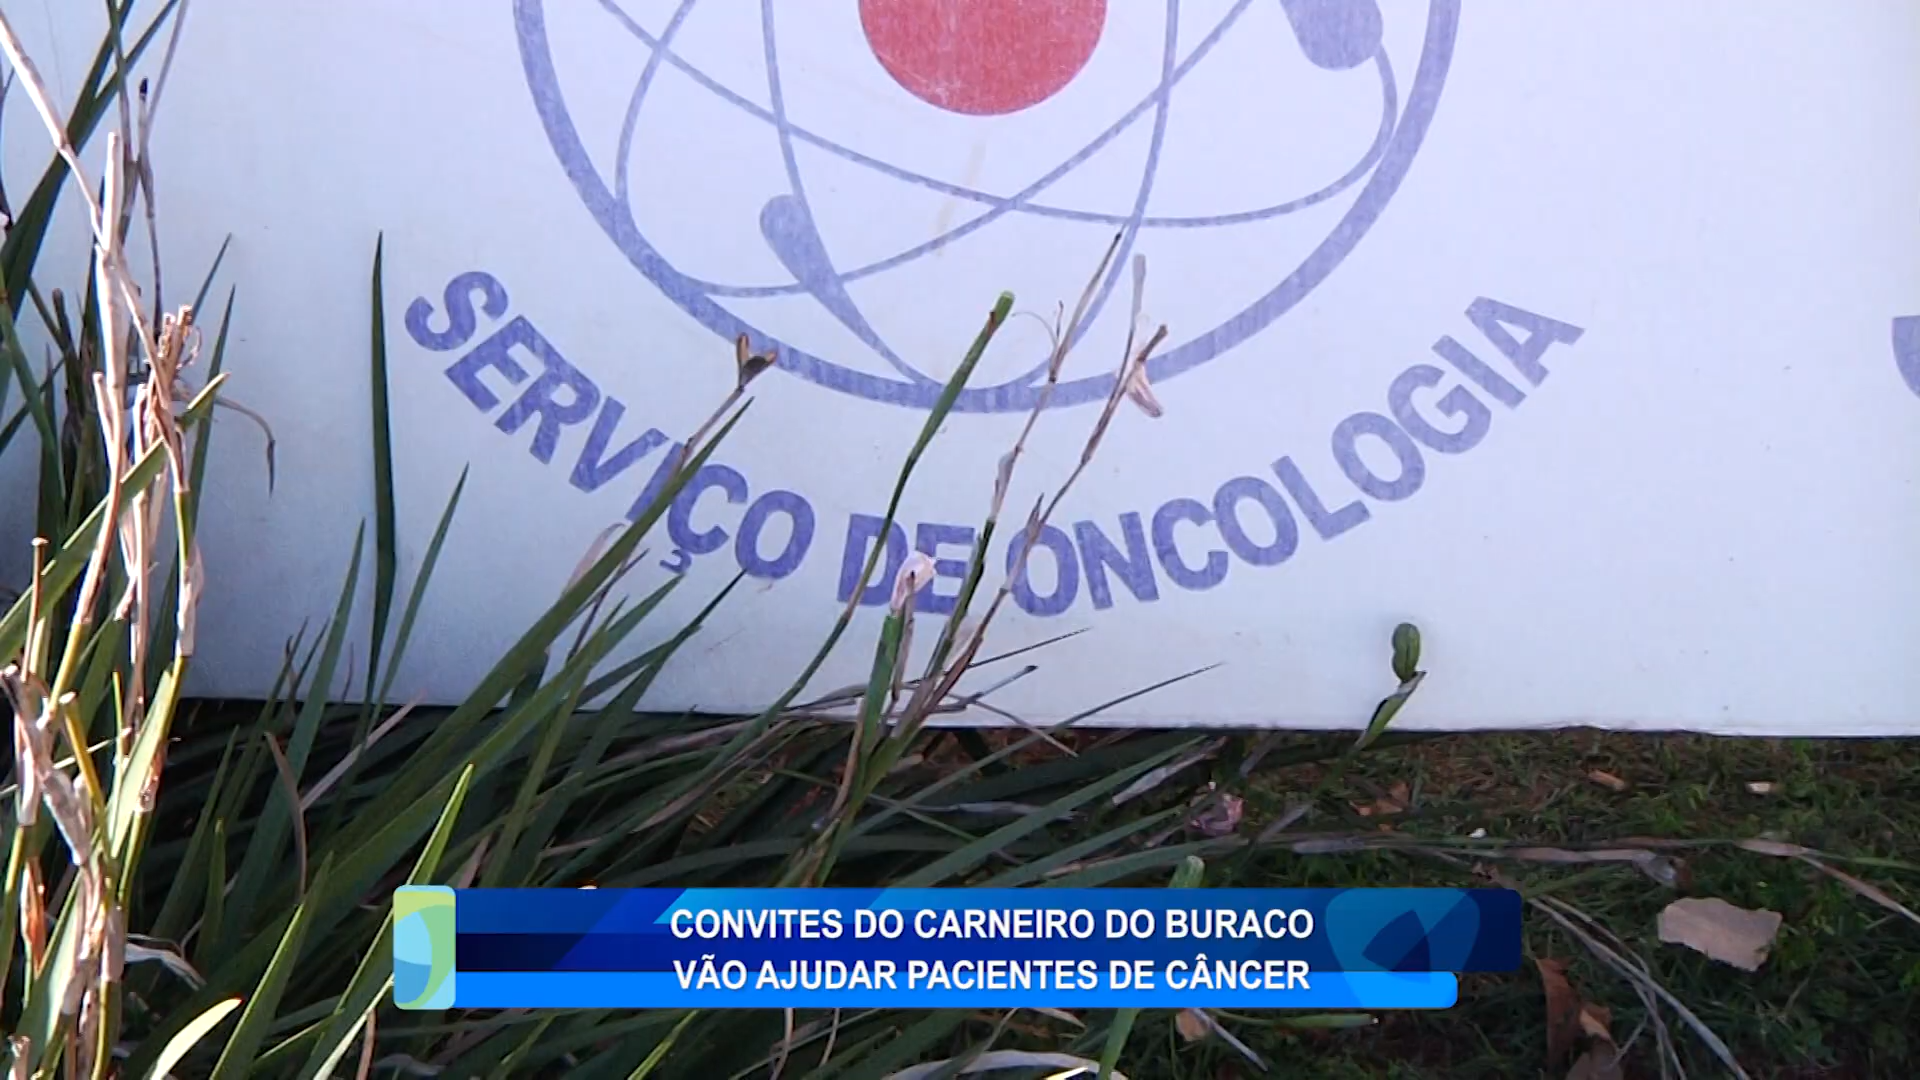 SERVIÇO DE ONCOLOGIA
CONVITES DO CARNEIRO DO BURACO
VÃO AJUDAR PACIENTES DE CÂNCER